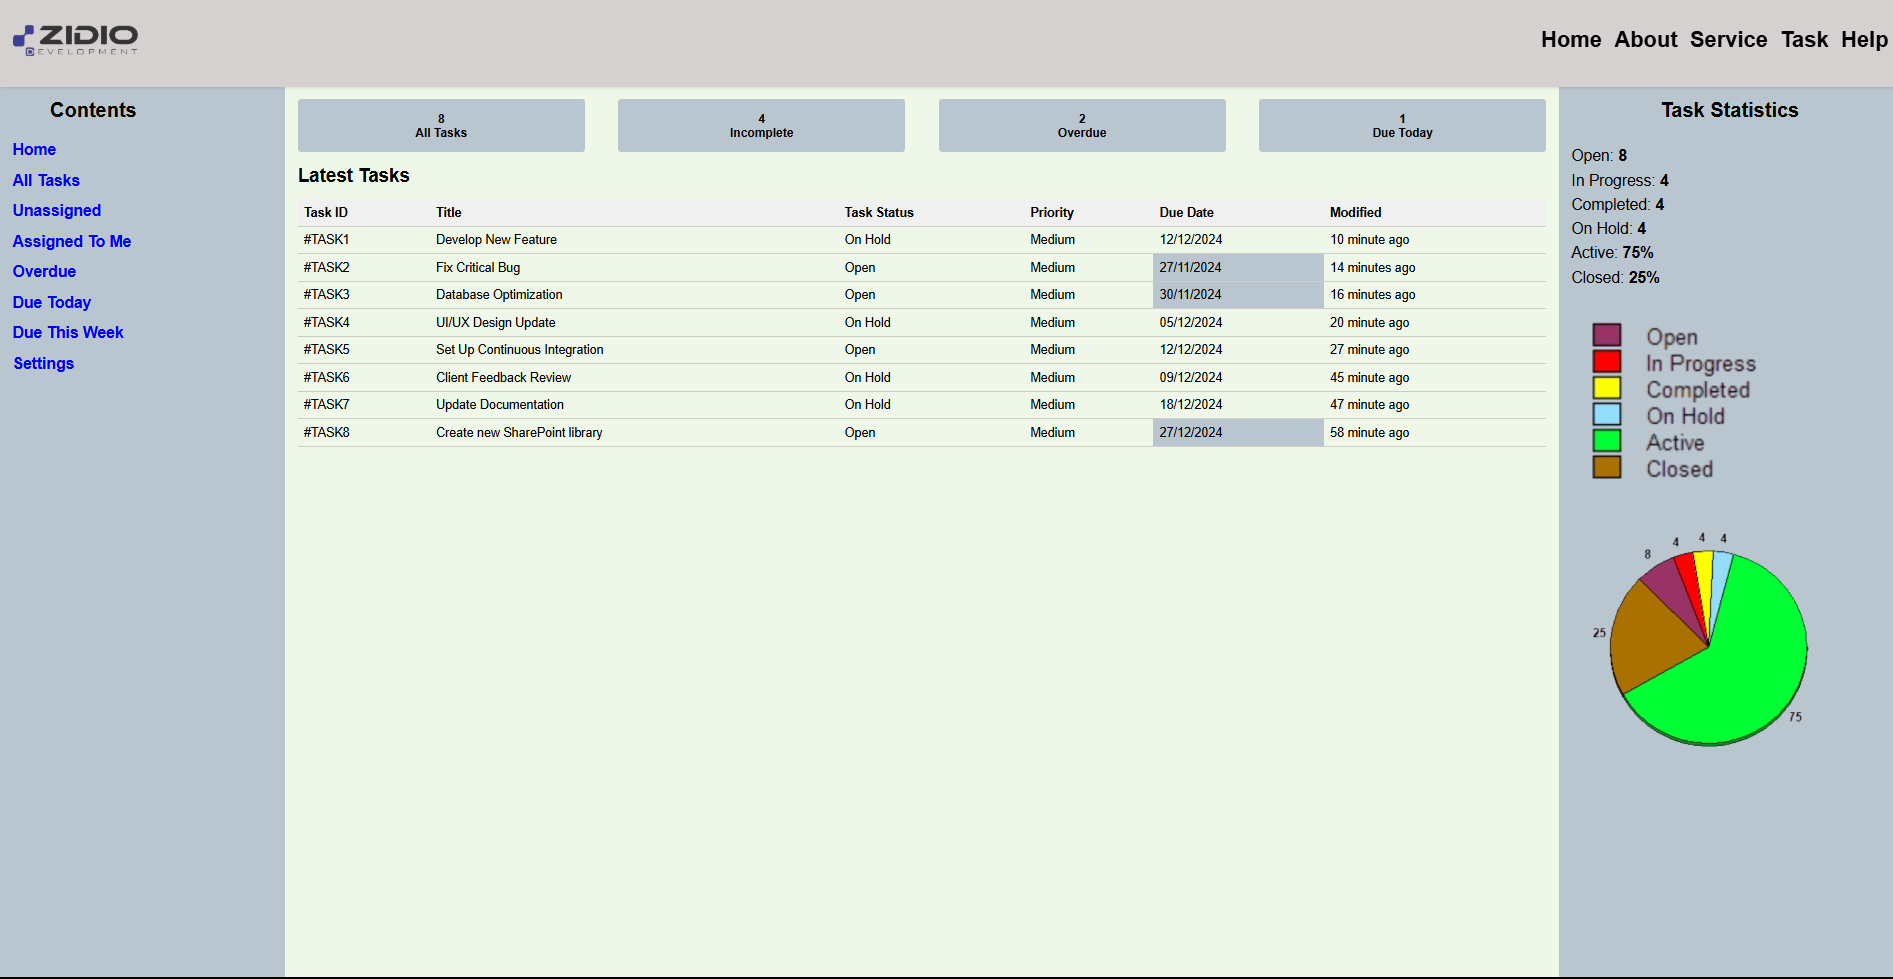 ZIDIO
DEVELOPMENT
Home About Service Task Help
Contents
Home
All Tasks
Unassigned
Assigned To Me
Overdue
Due Today
Due This Week
Settings
8
All Tasks
4
Incomplete
2
Overdue
1
Due Today
Latest Tasks
Task ID Title Task Status Priority Due Date Modified
#TASK1 Develop New Feature On Hold Medium 12/12/2024 10 minute ago
#TASK2 Fix Critical Bug Open Medium 27/11/2024 14 minutes ago
#TASK3 Database Optimization Open Medium 30/11/2024 16 minutes ago
#TASK4 UI/UX Design Update On Hold Medium 05/12/2024 20 minute ago
#TASK5 Set Up Continuous Integration Open Medium 12/12/2024 27 minute ago
#TASK6 Client Feedback Review On Hold Medium 09/12/2024 45 minute ago
#TASK7 Update Documentation On Hold Medium 18/12/2024 47 minute ago
#TASK8 Create new SharePoint library Open Medium 27/12/2024 58 minute ago
Task Statistics
Open: 8
In Progress: 4
Completed: 4
On Hold: 4
Active: 75%
Closed: 25%
Open
In Progress
Completed
On Hold
Active
Closed
8 4 4 4
25
75